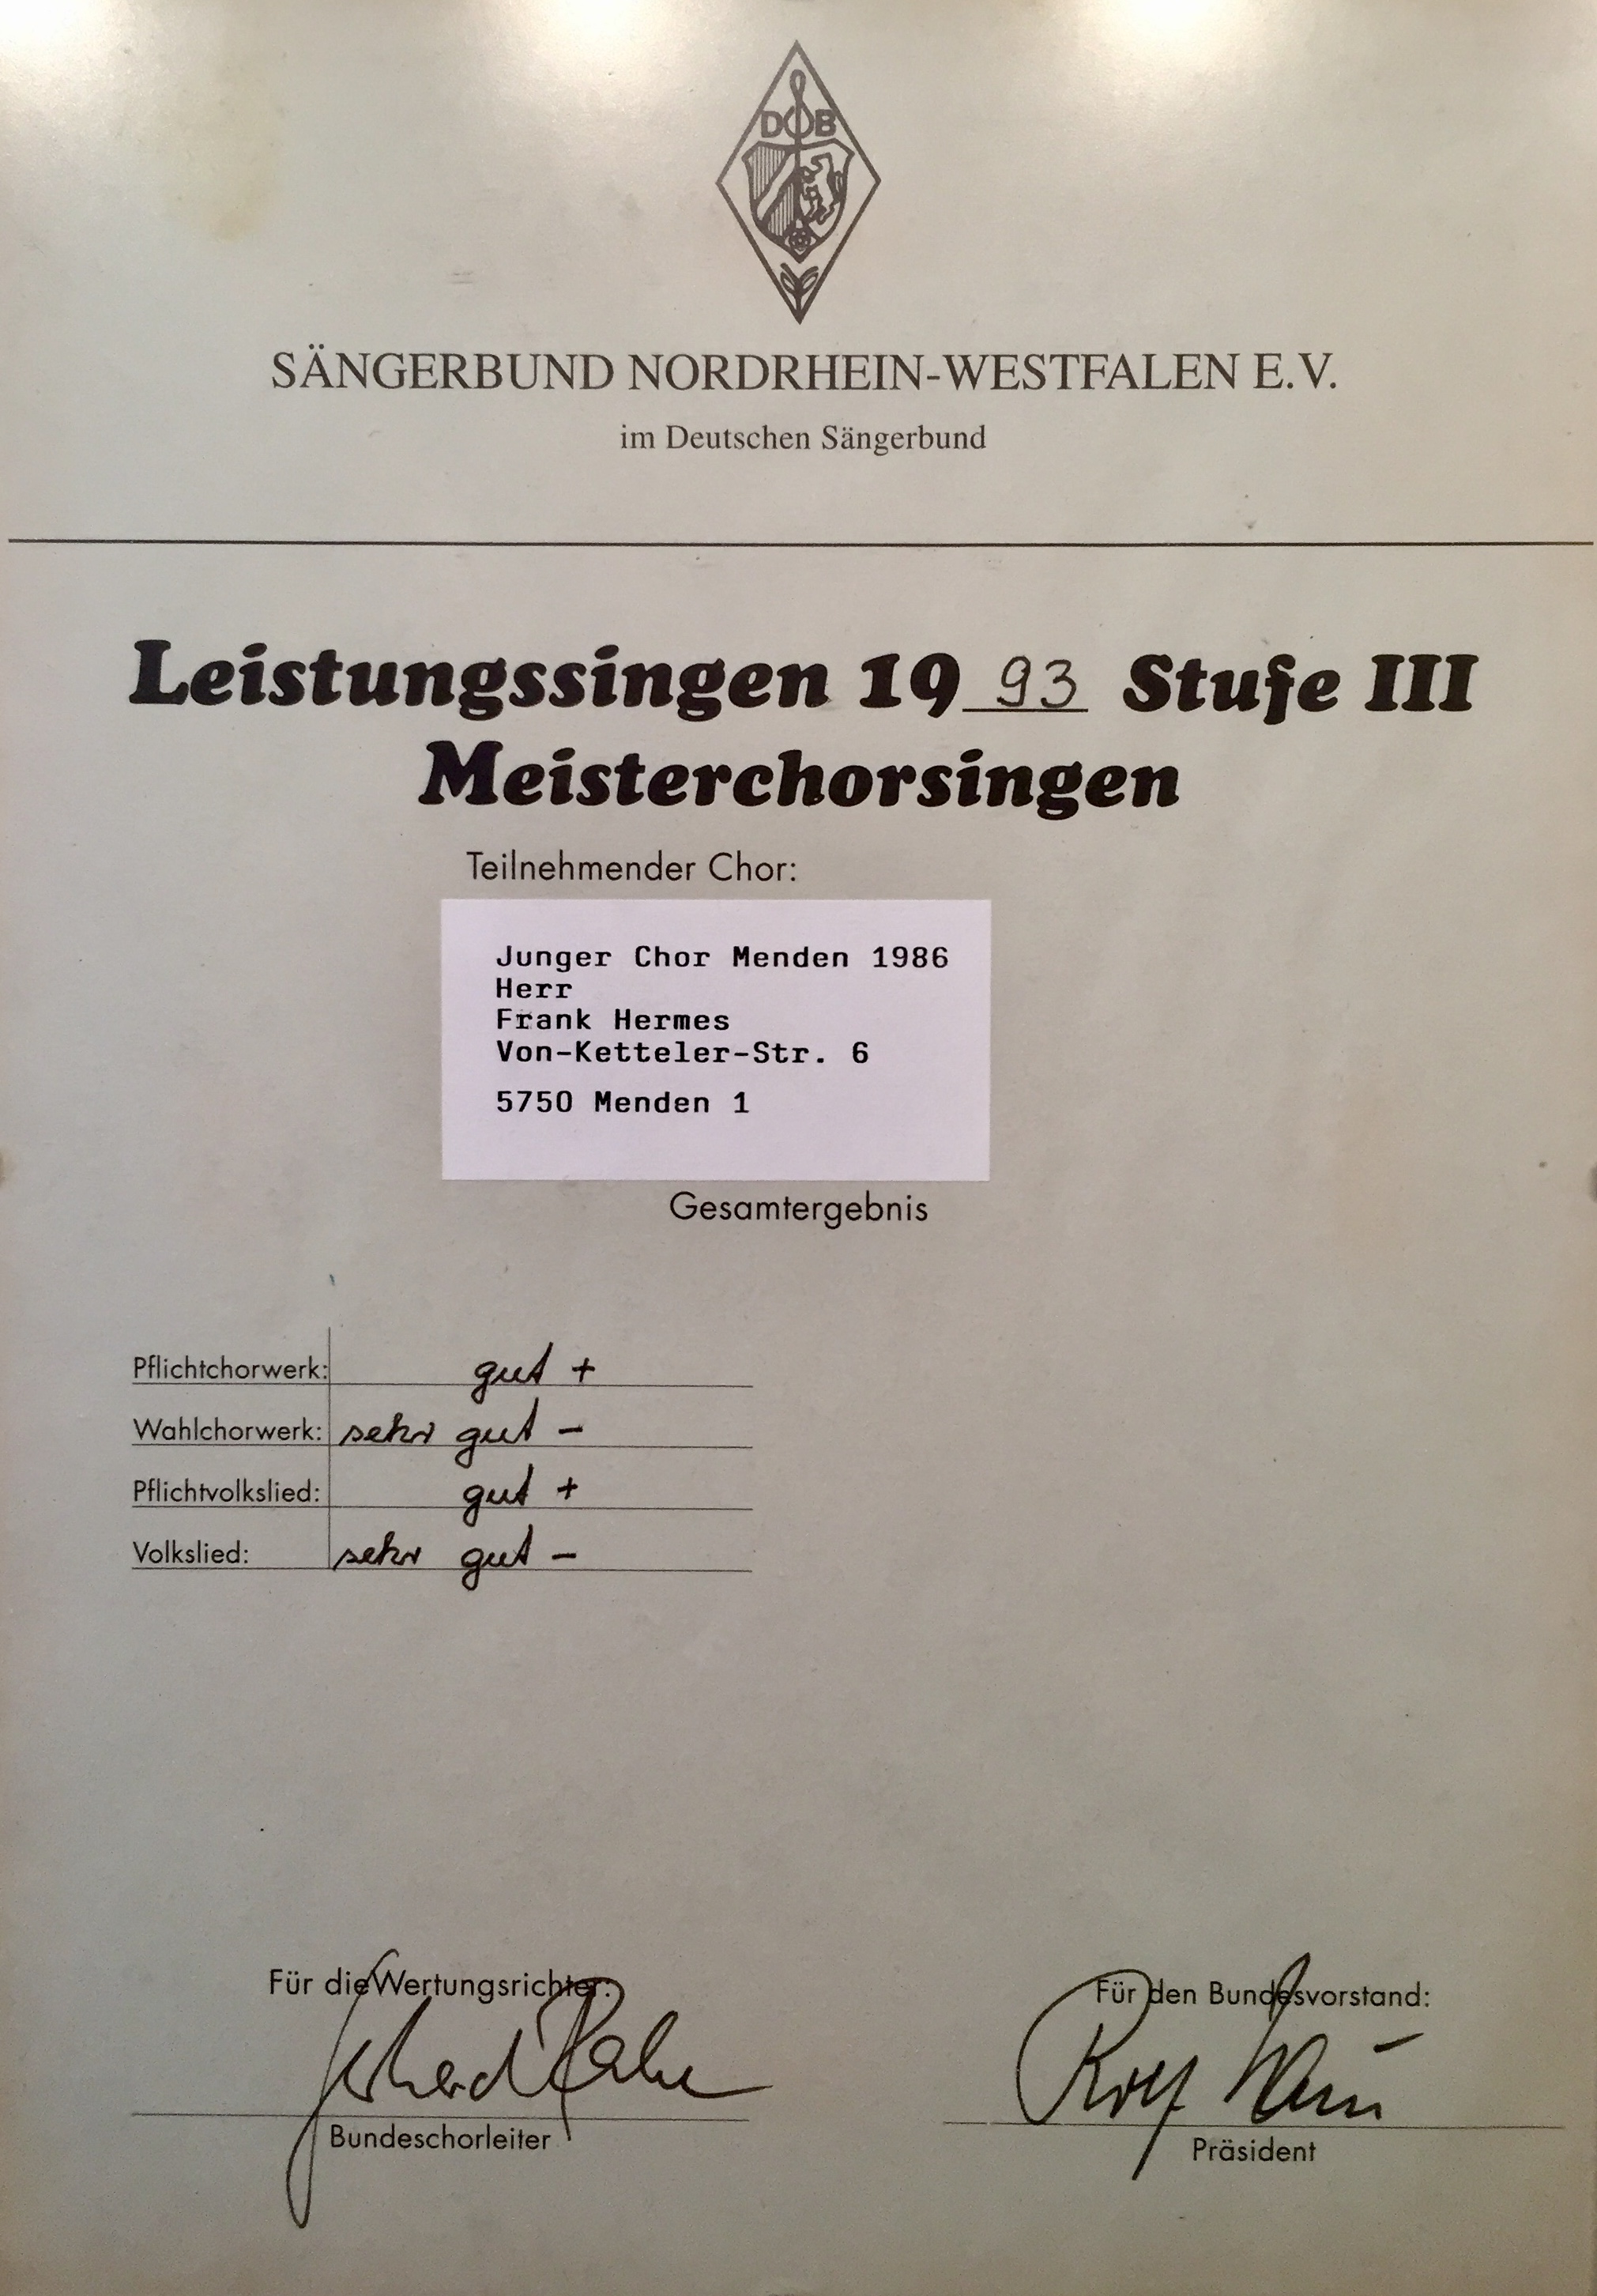 D B
SÄNGERBUND NORDRHEIN-WESTFALEN E.V.
im Deutschen Sängerbund
Leistungssingen 19 93 Stufe III
Meisterchorsingen
Teilnehmender Chor:
Junger Chor Menden 1986
Herr
Frank Hermes
Von-Ketteler-Str. 6
5750 Menden 1
Gesamtergebnis
Pflichtchorwerk: gut +
Wahlchorwerk: sehr gut –
Pflichtvolkslied: gut +
Volkslied: sehr gut –
Für die Wertungsrichter:
Bundeschorleiter
Für den Bundesvorstand:
Rolf
Präsident